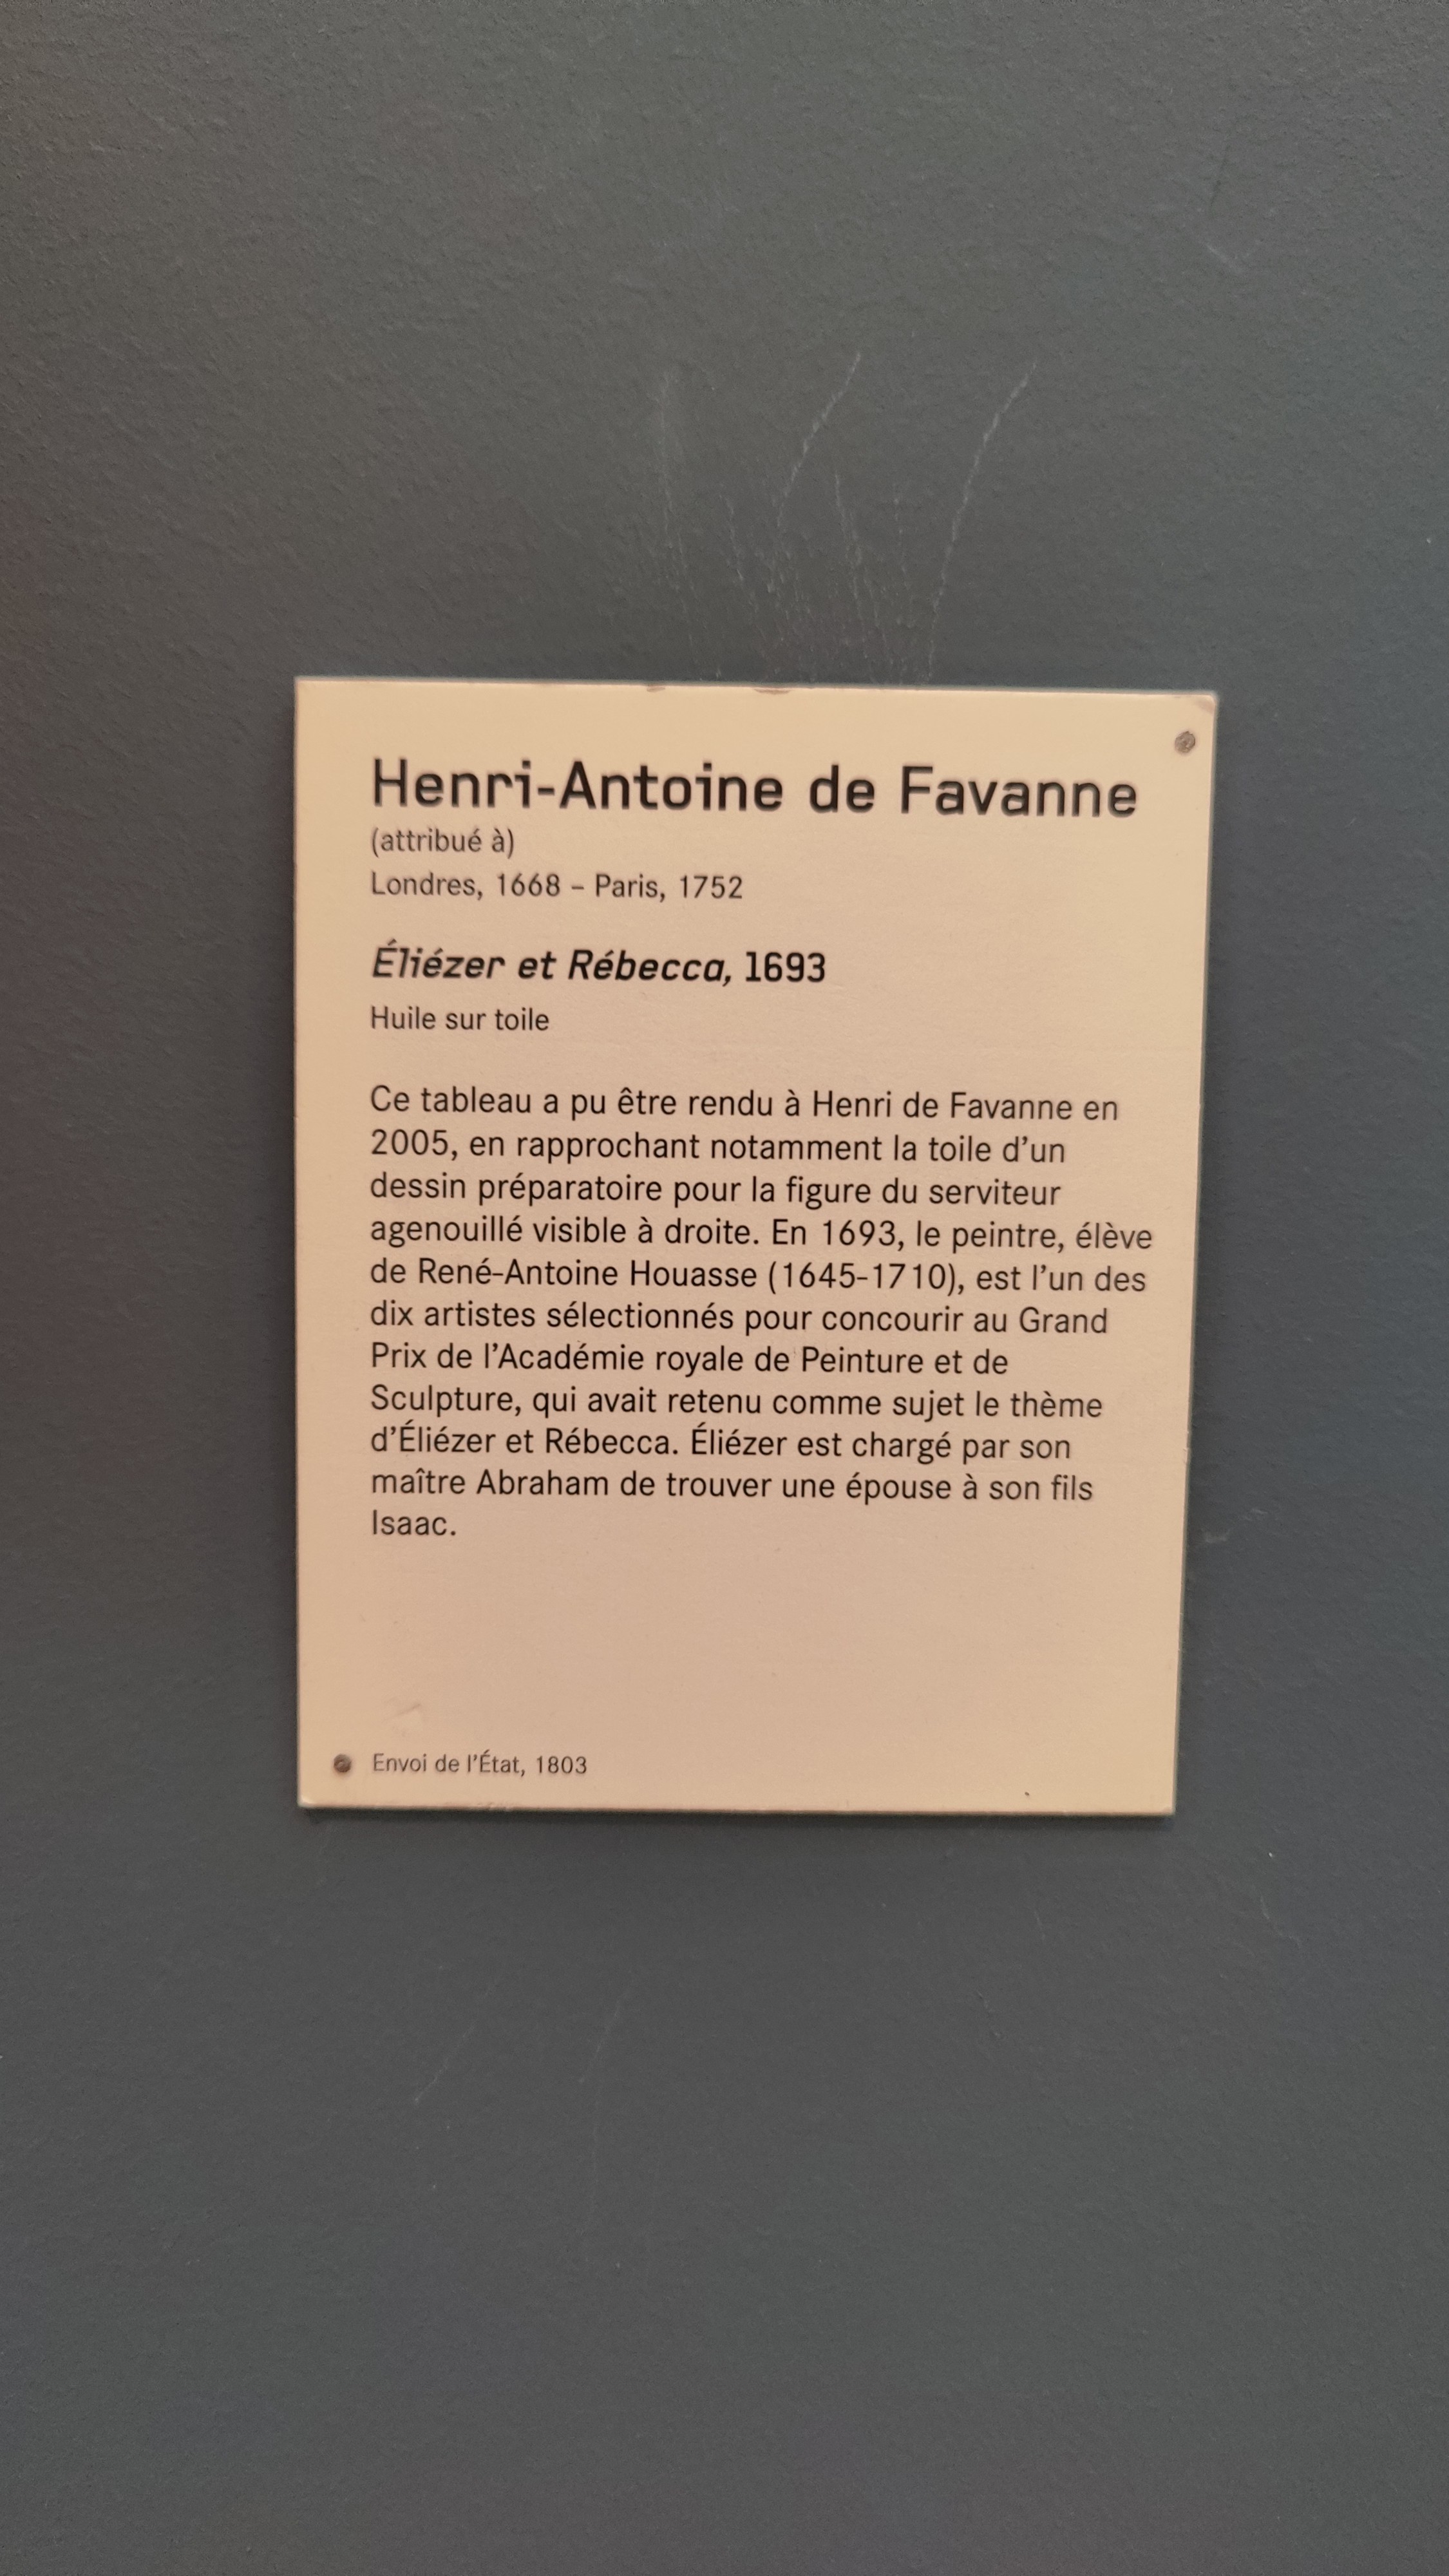 Henri-Antoine de Favanne
(attribué à)
Londres, 1668 – Paris, 1752
Éliézer et Rébecca, 1693
Huile sur toile
Ce tableau a pu être rendu à Henri de Favanne en
2005, en rapprochant notamment la toile d’un
dessin préparatoire pour la figure du serviteur
agenouillé visible à droite. En 1693, le peintre, élève
de René-Antoine Houasse (1645-1710), est l’un des
dix artistes sélectionnés pour concourir au Grand
Prix de l’Académie royale de Peinture et de
Sculpture, qui avait retenu comme sujet le thème
d’Éliézer et Rébecca. Éliézer est chargé par son
maître Abraham de trouver une épouse à son fils
Isaac.
Envoi de l’État, 1803